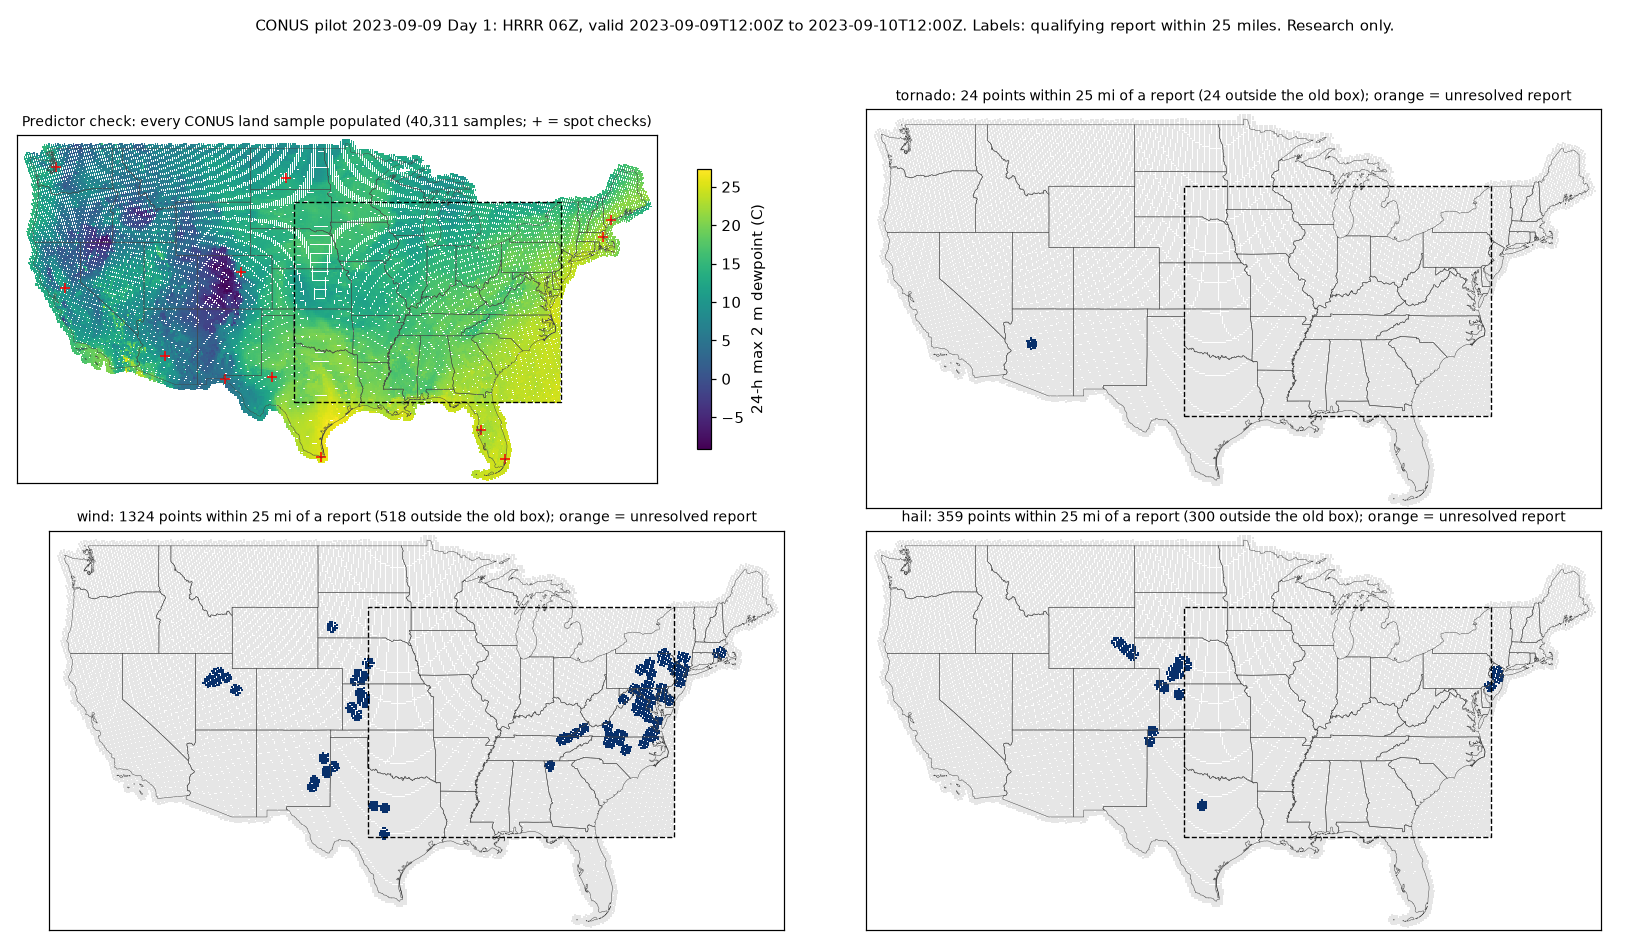 CONUS pilot 2023-09-09 Day 1: HRRR 06Z, valid 2023-09-09T12:00Z to 2023-09-10T12:00Z. Labels: qualifying report within 25 miles. Research only.
Predictor check: every CONUS land sample populated (40,311 samples; + = spot checks)
25
20
15
10
5
0
−5
24-h max 2 m dewpoint (C)
tornado: 24 points within 25 mi of a report (24 outside the old box); orange = unresolved report
wind: 1324 points within 25 mi of a report (518 outside the old box); orange = unresolved report
hail: 359 points within 25 mi of a report (300 outside the old box); orange = unresolved report